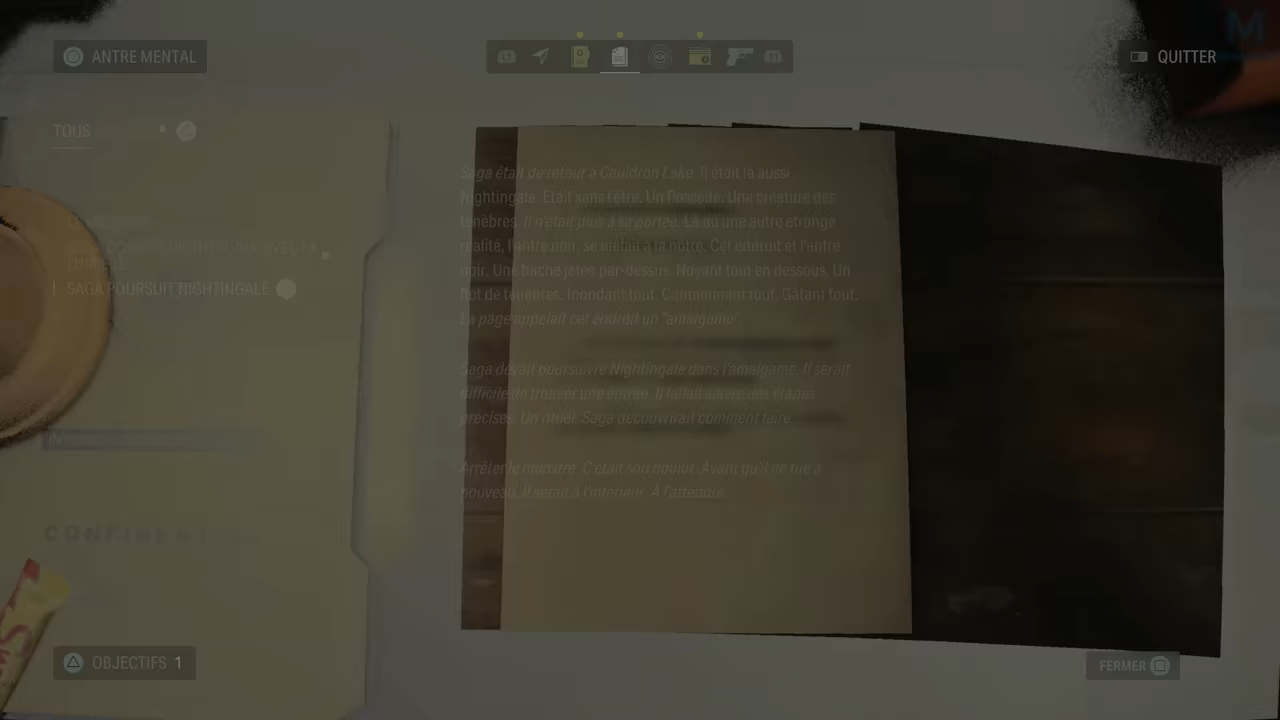 ANTRE MENTAL
L1
R1
QUITTER
TOUS
SAGA POURSUIT NIGHTINGALE
Saga était de retour à Cauldron Lake. Il était là aussi.
Nightingale. Était sans l'être. Un Possédé. Une créature des
ténèbres. Il n'était plus à sa portée. Là où une autre étrange
réalité, l'antre noir, se mêlait à la nôtre. Cet endroit et l'antre
noir. Une bâche jetée par-dessus. Noyant tout en dessous. Un
flot de ténèbres. Inondant tout. Contaminant tout. Gâtant tout.
La page appelait cet endroit un "amalgame".
Saga devait poursuivre Nightingale dans l'amalgame. Il serait
difficile de trouver une entrée. Il fallait suivre des étapes
précises. Un rituel. Saga découvrirait comment faire.
Arrêter le monstre. C'était son boulot. Avant qu'il ne tue à
nouveau. Il serait à l'intérieur. À l'attendre.
OBJECTIFS 1
FERMER